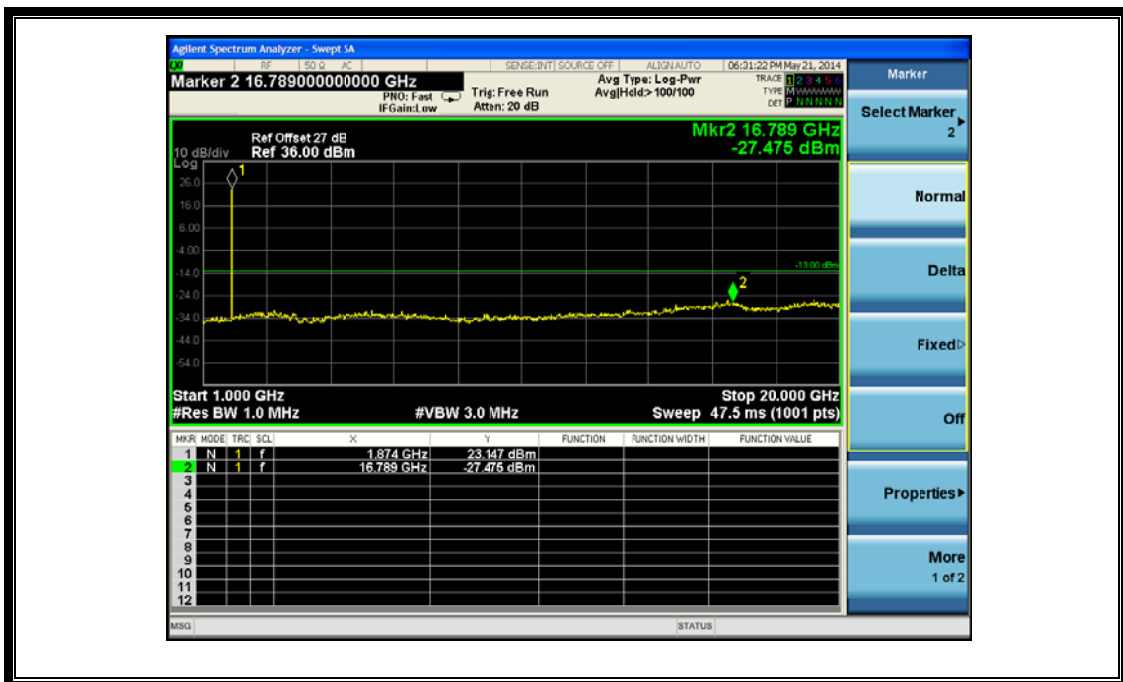 Agilent Spectrum Analyzer - Swept SA
LXI RF 50 Ω AC SENSE:INT SOURCE OFF ALIGNAUTO 06:31:22 PM May 21, 2014
Marker 2 16.789000000000 GHz
PNO: Fast
IFGain:Low
Trig: Free Run
Atten: 20 dB
Avg Type: Log-Pwr
Avg|Hold:>100/100
TRACE 1 2 3 4 5 6
TYPE MWWWWW
DET P N N N N N
Ref Offset 27 dB
Ref 36.00 dBm
10 dB/div
Log
Mkr2 16.789 GHz
-27.475 dBm
1
26.0
16.0
6.00
-4.00
-13.00 dBm
-14.0
2
-24.0
-34.0
-44.0
-54.0
Start 1.000 GHz
Stop 20.000 GHz
#Res BW 1.0 MHz
#VBW 3.0 MHz
Sweep 47.5 ms (1001 pts)
MKR MODE TRC SCL X Y FUNCTION FUNCTION WIDTH FUNCTION VALUE
1 N 1 f 1.874 GHz 23.147 dBm
2 N 1 f 16.789 GHz -27.475 dBm
3
4
5
6
7
8
9
10
11
12
MSG
STATUS
Marker
Select Marker
2
Normal
Delta
Fixed
Off
Properties
More
1 of 2